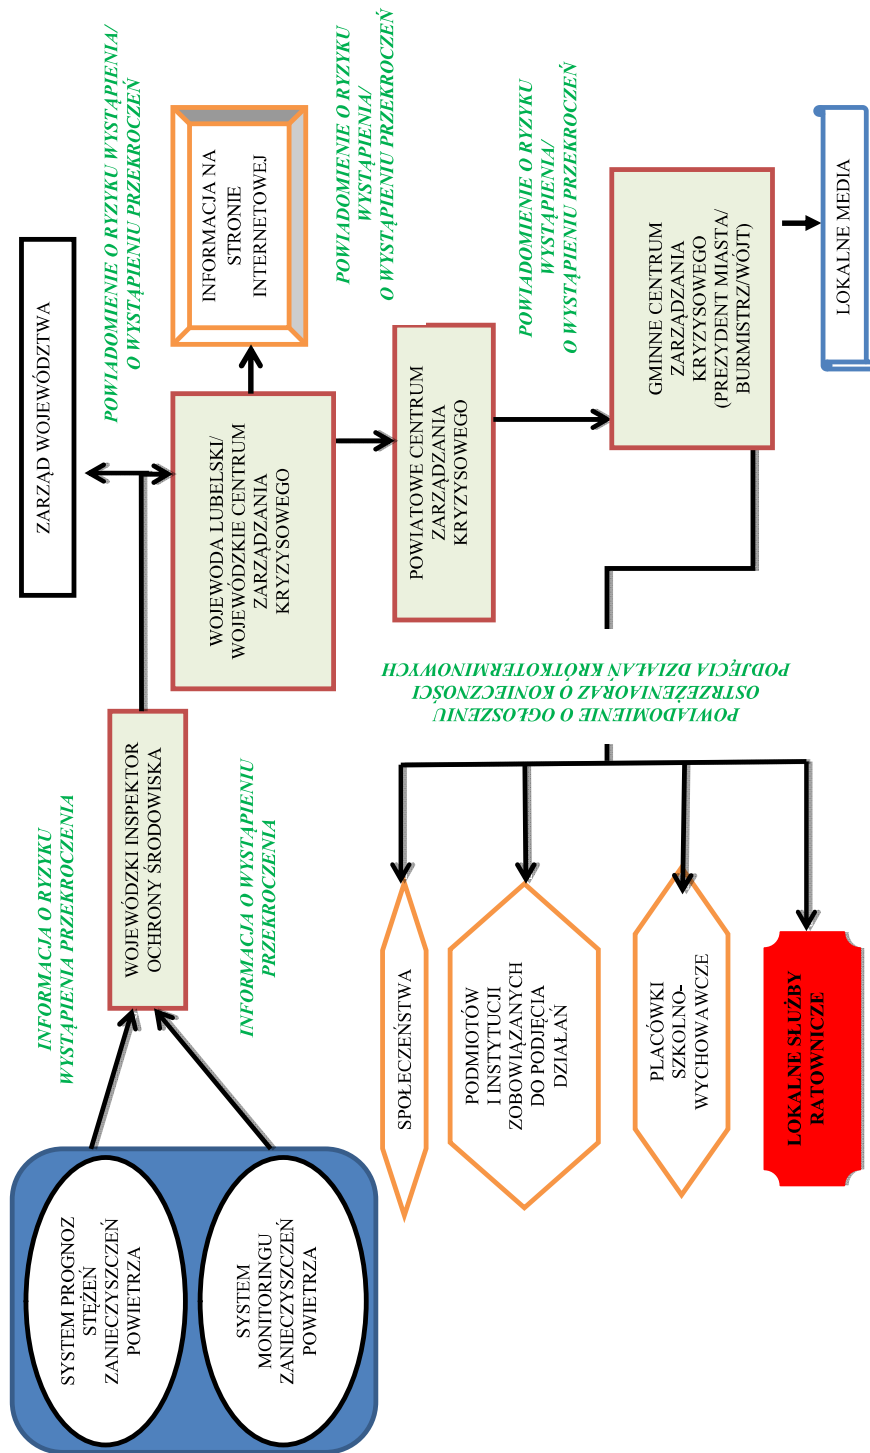 SYSTEM PROGNOZ
STĘŻEŃ
ZANIECZYSZCZEŃ
POWIETRZA
SYSTEM
MONITORINGU
ZANIECZYSZCZEŃ
POWIETRZA
INFORMACJA O RYZYKU
WYSTĄPIENIA PRZEKROCZENIA
WOJEWÓDZKI INSPEKTOR
OCHRONY ŚRODOWISKA
INFORMACJA O WYSTĄPIENIU
PRZEKROCZENIA
ZARZĄD WOJEWÓDZTWA
POWIADOMIENIE O RYZYKU WYSTĄPIENIA/
O WYSTĄPIENIU PRZEKROCZEŃ
WOJEWODA LUBELSKI/
WOJEWÓDZKIE CENTRUM
ZARZĄDZANIA
KRYZYSOWEGO
INFORMACJA NA
STRONIE
INTERNETOWEJ
POWIADOMIENIE O RYZYKU
WYSTĄPIENIA/
O WYSTĄPIENIU PRZEKROCZEŃ
POWIATOWE CENTRUM
ZARZĄDZANIA
KRYZYSOWEGO
POWIADOMIENIE O RYZYKU
WYSTĄPIENIA/
O WYSTĄPIENIU PRZEKROCZEŃ
GMINNE CENTRUM
ZARZĄDZANIA
KRYZYSOWEGO
(PREZYDENT MIASTA/
BURMISTRZ/WÓJT)
LOKALNE MEDIA
POWIADOMIENIE O OGŁOSZENIU
OSTRZEŻENIAORAZ O KONIECZNOŚCI
PODJĘCIA DZIAŁAŃ KRÓTKOTERMINOWYCH
SPOŁECZEŃSTWA
PODMIOTÓW
I INSTYTUCJI
ZOBOWIĄZANYCH
DO PODJĘCIA
DZIAŁAŃ
PLACÓWKI
SZKOLNO-
WYCHOWAWCZE
LOKALNE SŁUŻBY
RATOWNICZE